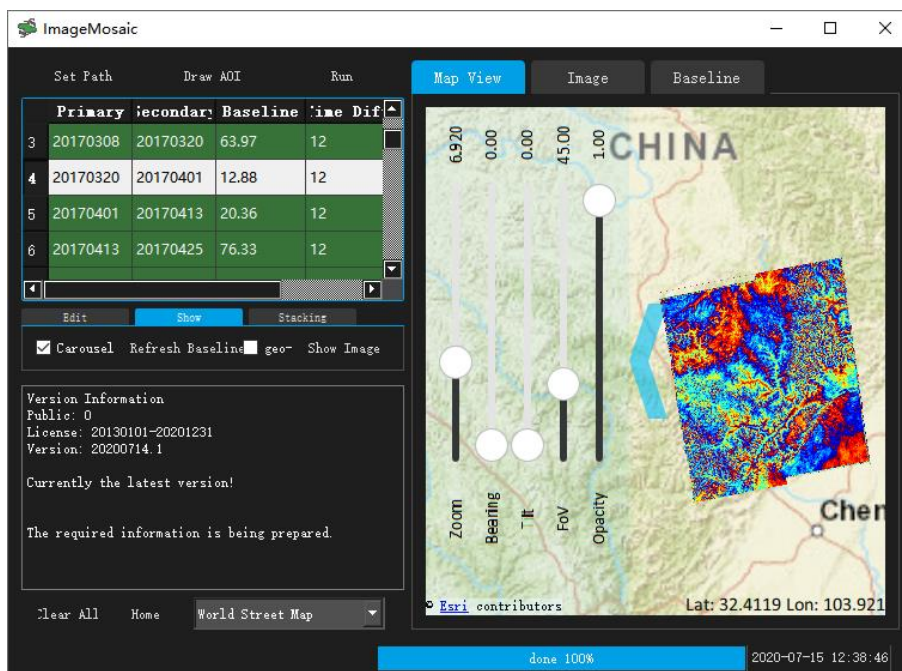 ImageMosaic
Set Path Draw AOI Run
Map View Image Baseline
Primary Secondary Baseline Time Dif
3 20170308 20170320 63.97 12
4 20170320 20170401 12.88 12
5 20170401 20170413 20.36 12
6 20170413 20170425 76.33 12
Edit Show Stacking
Carousel Refresh Baseline geo- Show Image
Version Information
Public: 0
License: 20130101-20201231
Version: 20200714.1
Currently the latest version!
The required information is being prepared.
Clear All Home World Street Map
6.920 0.00 0.00 45.00 1.00
CHINA
Zoom Bearing Tilt FoV Opacity
Chen
© Esri contributors
Lat: 32.4119 Lon: 103.921
done 100%
2020-07-15 12:38:46